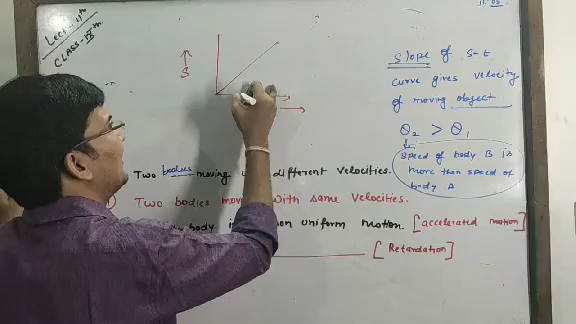 Lect-11th
CLASS-IXth
S
Slope of S-t
curve gives velocity
of moving object
θ2 > θ1
speed of body B is
more than speed of
body A
Two bodies moving different velocities.
Two bodies with same velocities.
body uniform motion. [accelerated motion]
[Retardation]